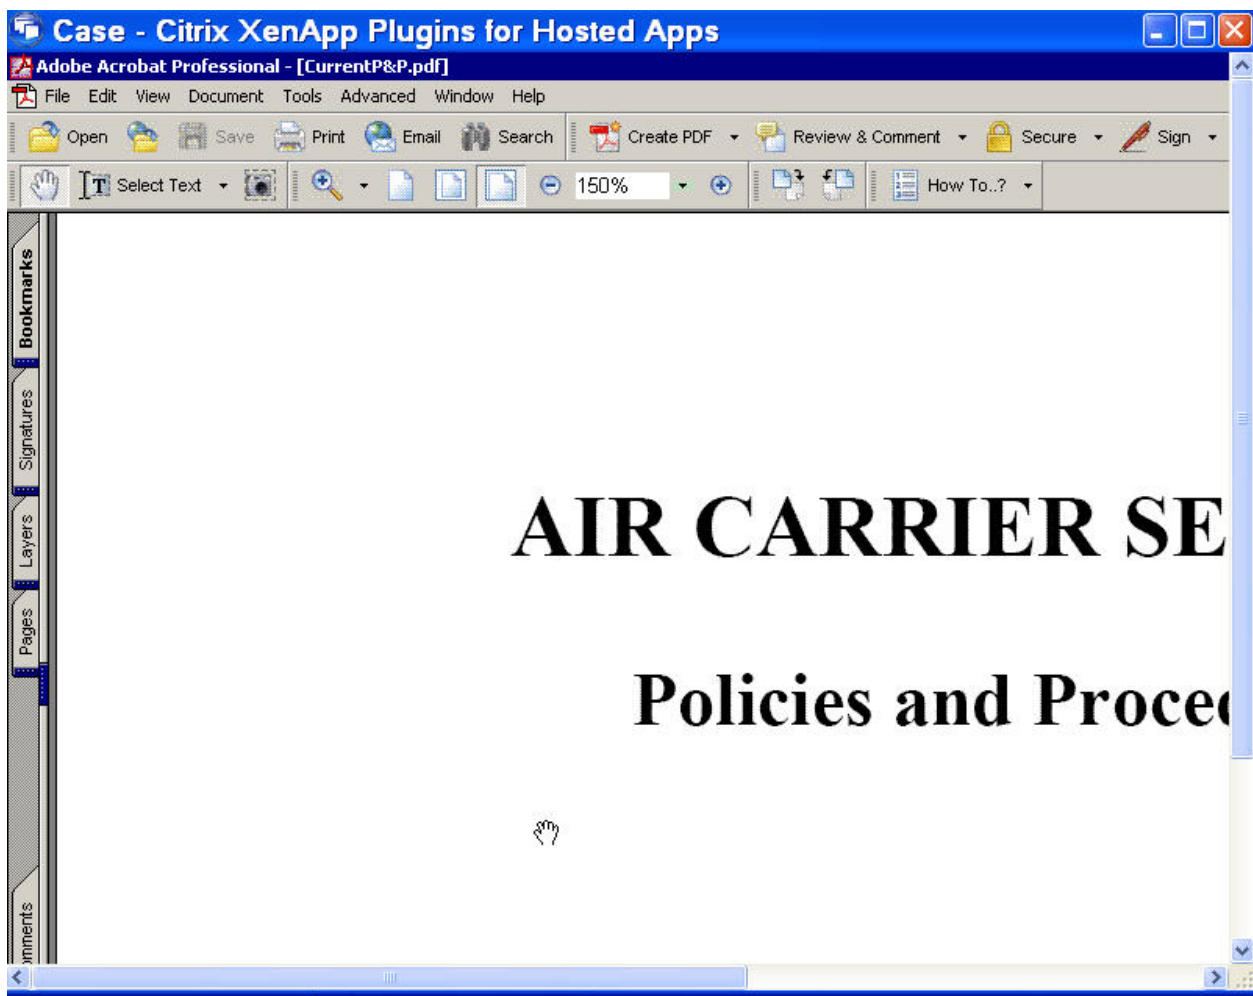 Case - Citrix XenApp Plugins for Hosted Apps
Adobe Acrobat Professional - [CurrentP&P.pdf]
File Edit View Document Tools Advanced Window Help
Open Save Print Email Search Create PDF Review & Comment Secure Sign
Select Text 150% How To..?
Bookmarks
Signatures
Layers
Pages
omments
AIR CARRIER SE
Policies and Proce